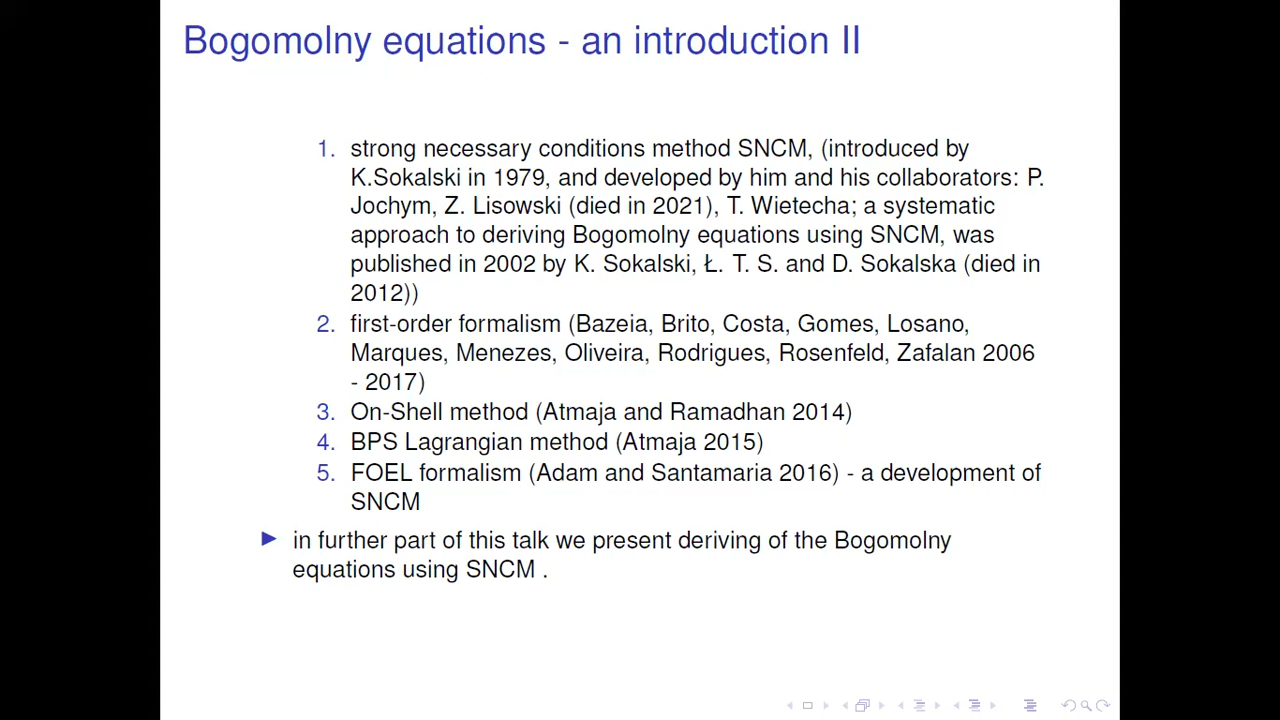 Bogomolny equations - an introduction II
1. strong necessary conditions method SNCM, (introduced by
K.Sokalski in 1979, and developed by him and his collaborators: P.
Jochym, Z. Lisowski (died in 2021), T. Wietecha; a systematic
approach to deriving Bogomolny equations using SNCM, was
published in 2002 by K. Sokalski, Ł. T. S. and D. Sokalska (died in
2012))
2. first-order formalism (Bazeia, Brito, Costa, Gomes, Losano,
Marques, Menezes, Oliveira, Rodrigues, Rosenfeld, Zafalan 2006
- 2017)
3. On-Shell method (Atmaja and Ramadhan 2014)
4. BPS Lagrangian method (Atmaja 2015)
5. FOEL formalism (Adam and Santamaria 2016) - a development of
SNCM
in further part of this talk we present deriving of the Bogomolny
equations using SNCM .